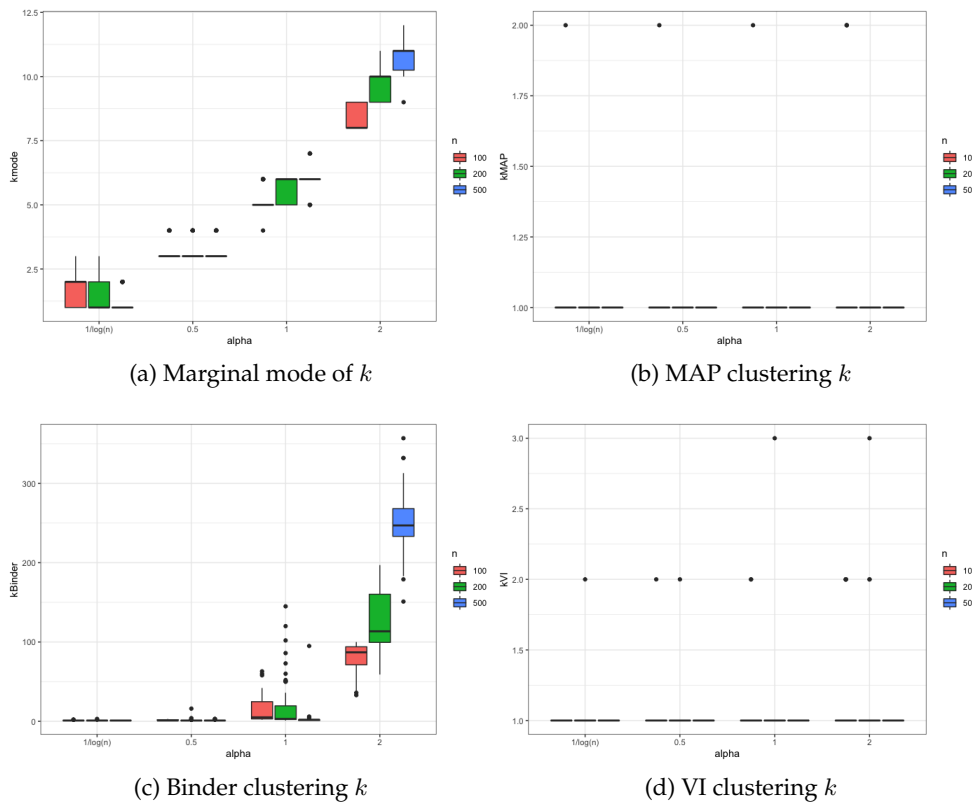 12.5
10.0
7.5
5.0
2.5
kmode
1/log(n)
0.5
1
2
alpha
n
100
200
500
(a) Marginal mode of k
2.00
1.75
1.50
1.25
1.00
kMAP
1/log(n)
0.5
1
2
alpha
n
10
20
50
(b) MAP clustering k
300
200
100
0
kBinder
1/log(n)
0.5
1
2
alpha
n
100
200
500
(c) Binder clustering k
3.0
2.5
2.0
1.5
1.0
kVI
1/log(n)
0.5
1
2
alpha
n
10
20
50
(d) VI clustering k